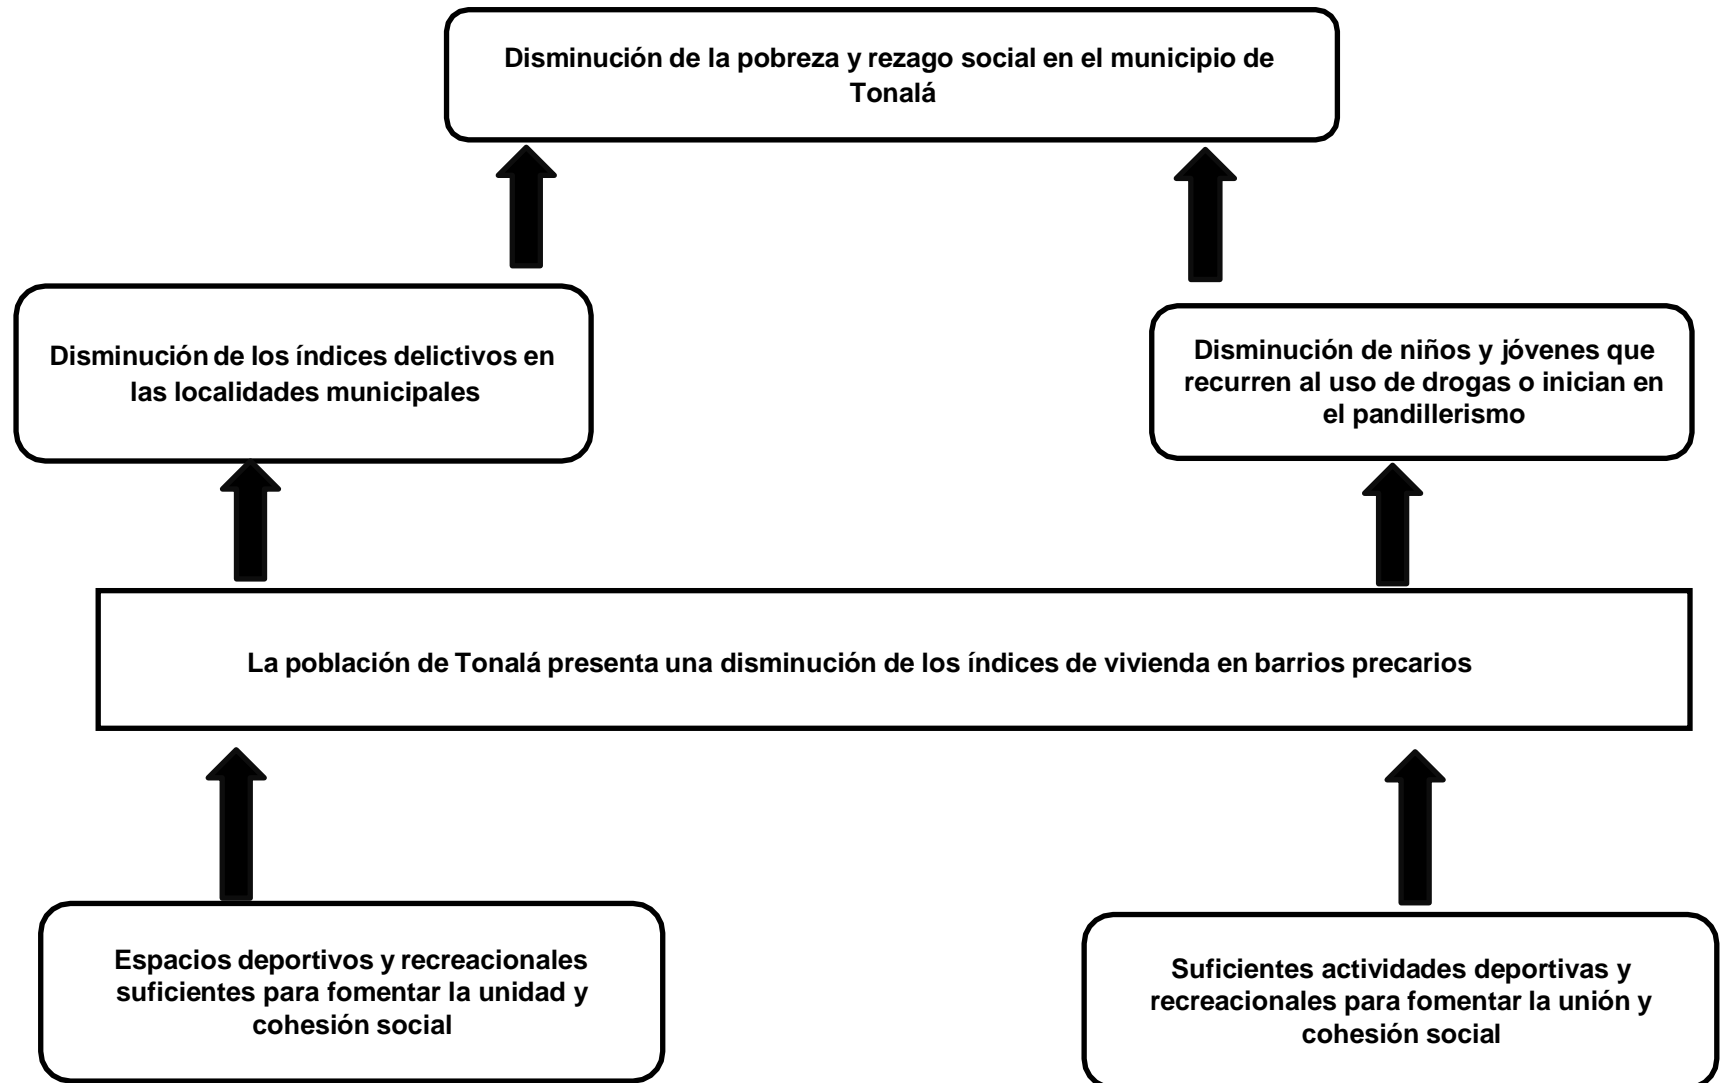 Disminución de la pobreza y rezago social en el municipio de
Tonalá
Disminución de los índices delictivos en
las localidades municipales
Disminución de niños y jóvenes que
recurren al uso de drogas o inician en
el pandillerismo
La población de Tonalá presenta una disminución de los índices de vivienda en barrios precarios
Espacios deportivos y recreacionales
suficientes para fomentar la unidad y
cohesión social
Suficientes actividades deportivas y
recreacionales para fomentar la unión y
cohesión social